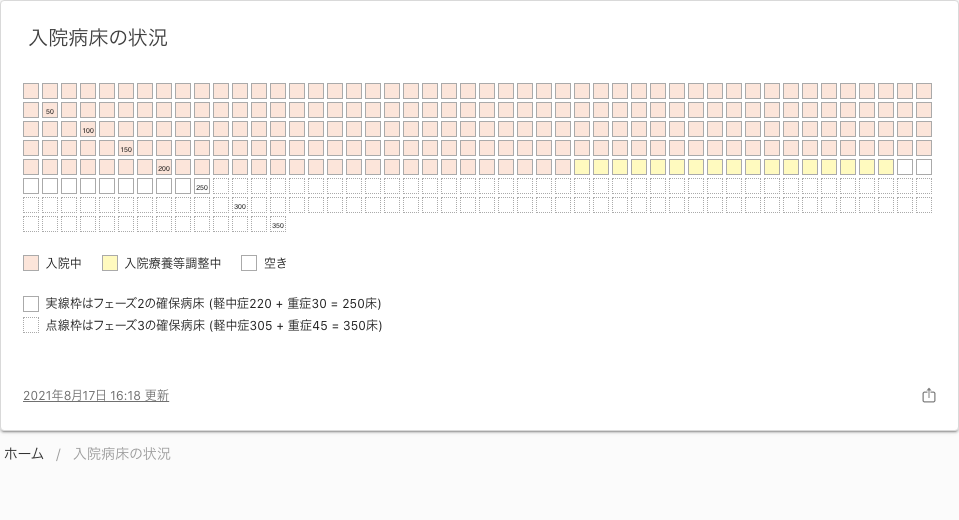 入院病床の状況
50
100
150
200
250
300
350
入院中 入院療養等調整中 空き
実線枠はフェーズ2の確保病床 (軽中症220 + 重症30 = 250床)
点線枠はフェーズ3の確保病床 (軽中症305 + 重症45 = 350床)
2021年8月17日 16:18 更新
ホーム / 入院病床の状況